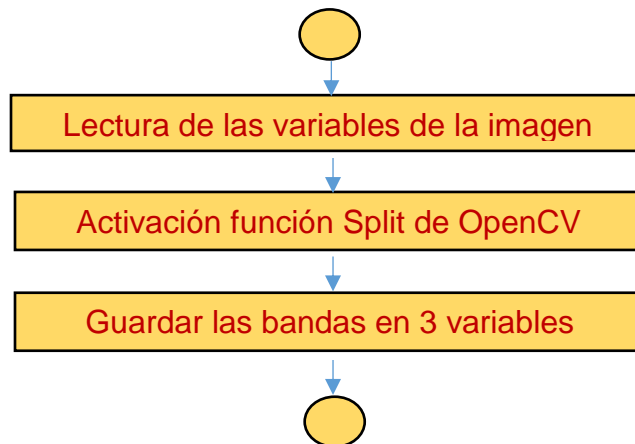 Lectura de las variables de la imagen
Activación función Split de OpenCV
Guardar las bandas en 3 variables